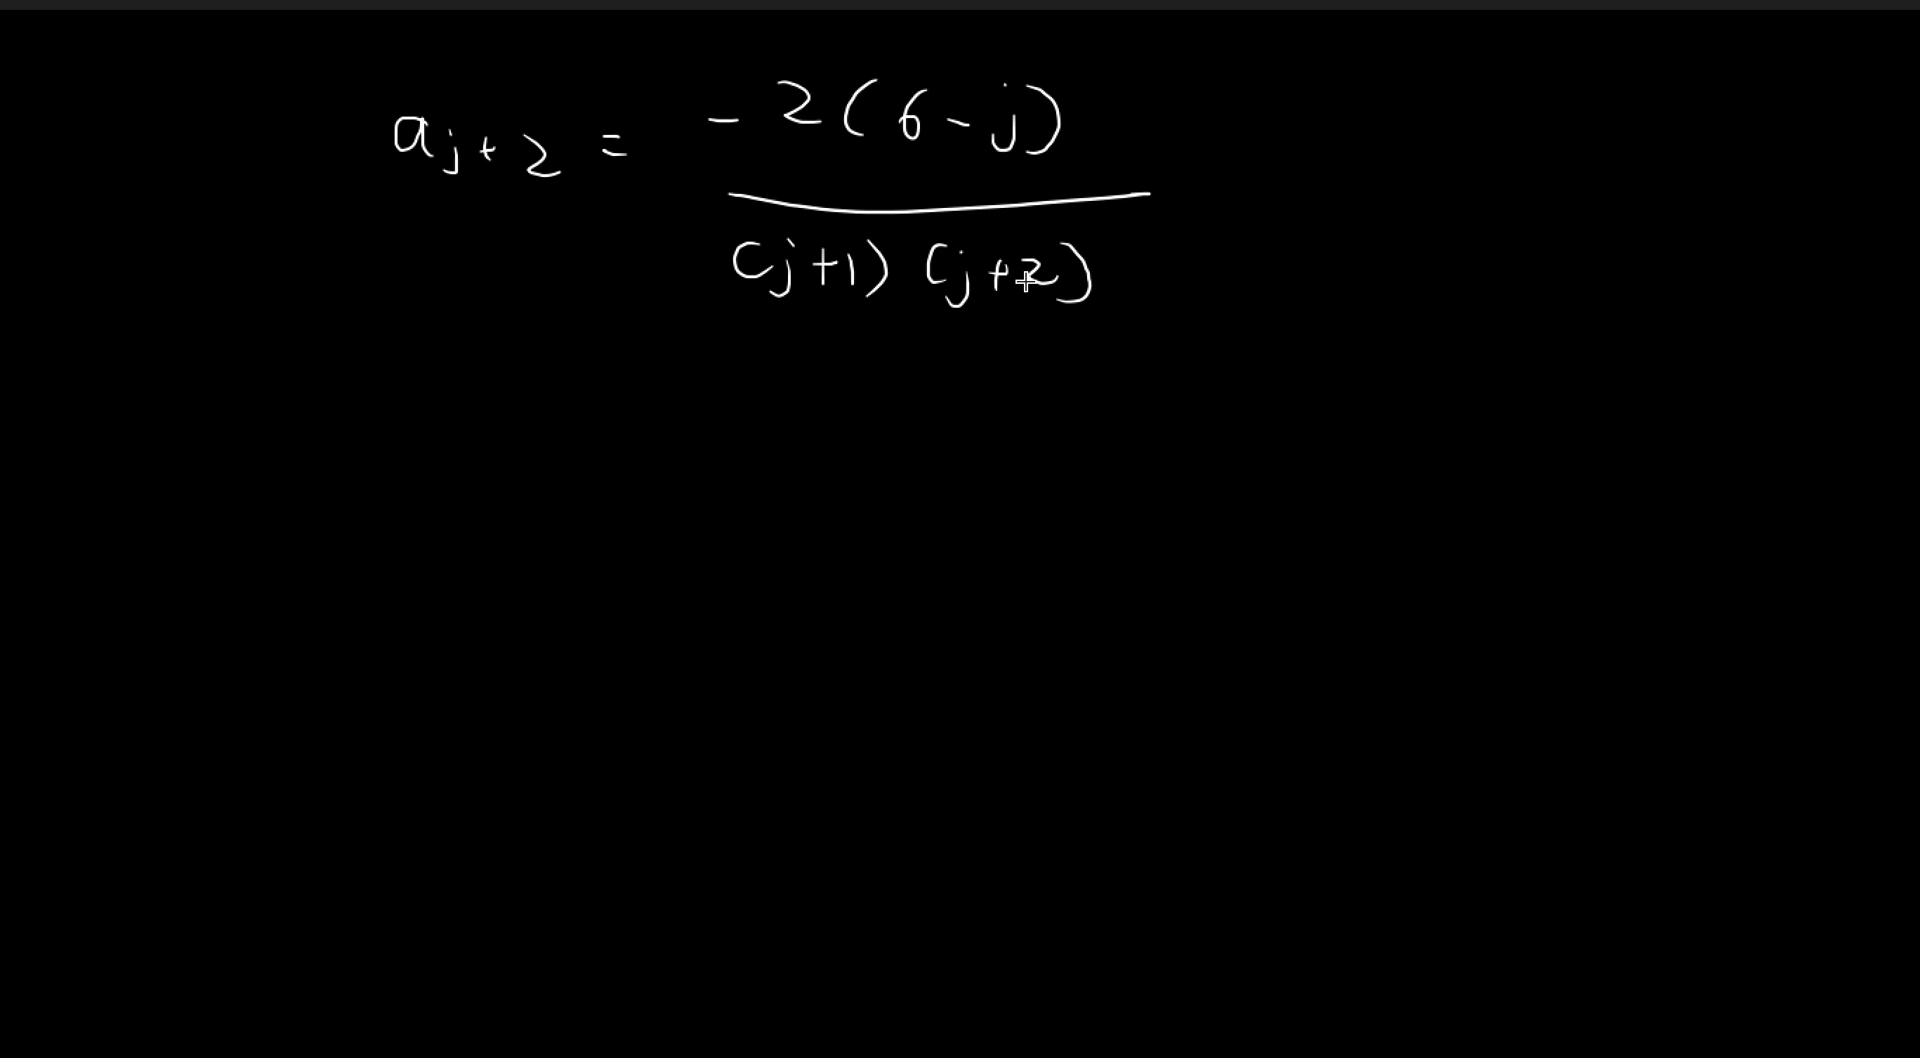 a_{j+2} = -2(6-j)
(j+1)(j+2)